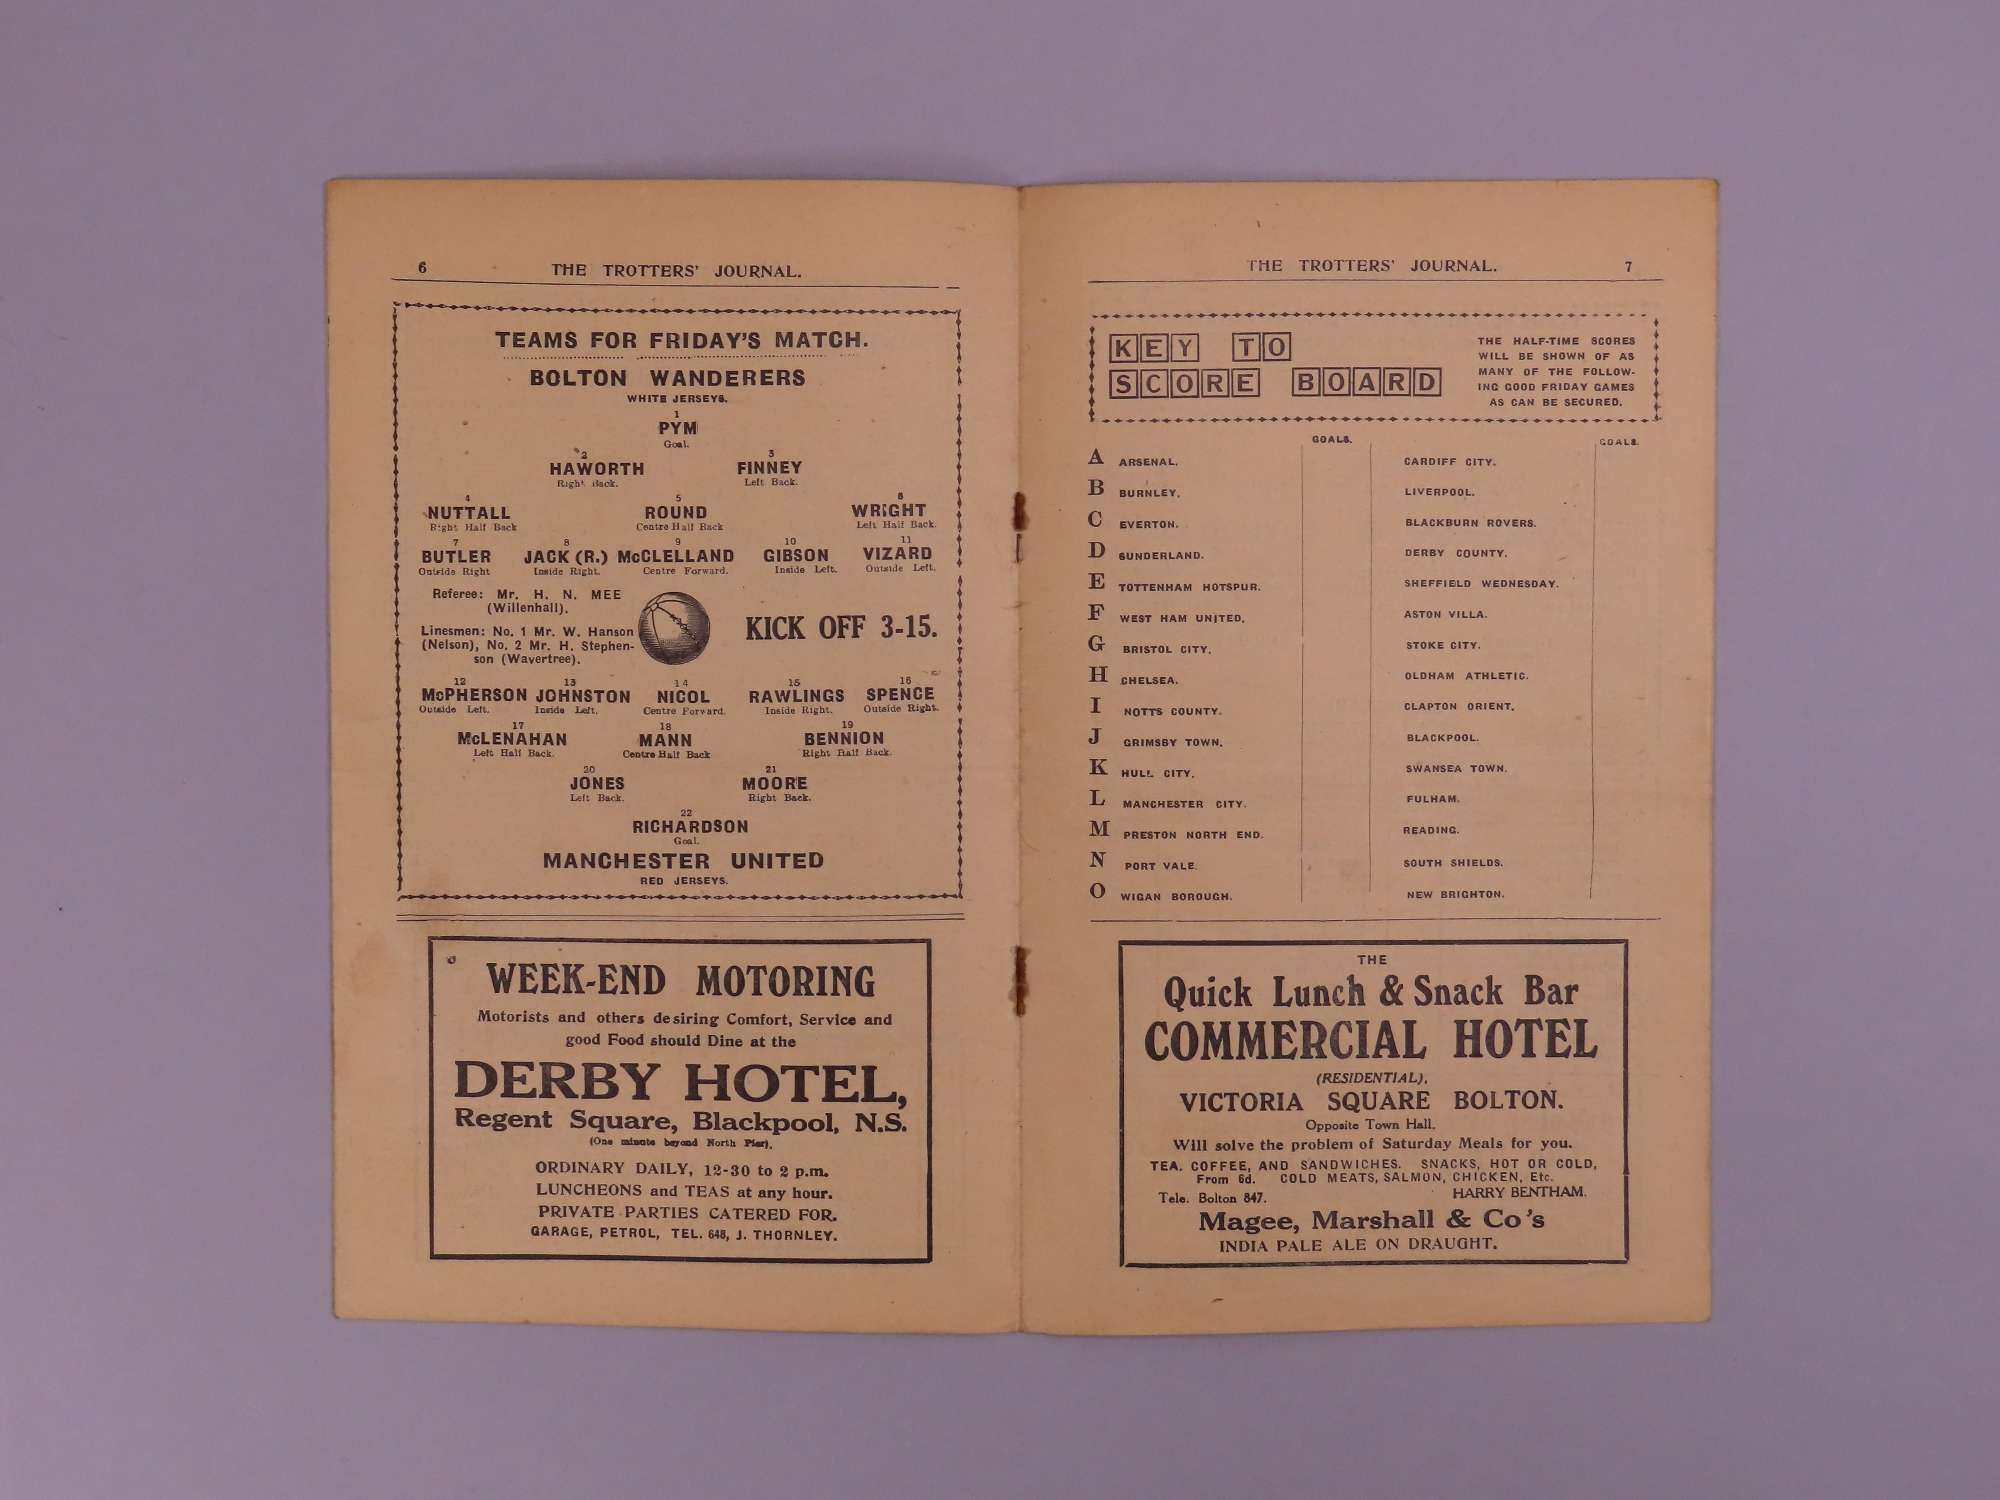 6
THE TROTTERS' JOURNAL.
TEAMS FOR FRIDAY'S MATCH.
BOLTON WANDERERS
WHITE JERSEYS.
1
PYM
Goal.
2 3
HAWORTH FINNEY
Right Back. Left Back.
4 5 6
NUTTALL ROUND WRIGHT
Right Half Back Centre Half Back Left Half Back.
7 8 9 10 11
BUTLER JACK (R.) McCLELLAND GIBSON VIZARD
Outside Right Inside Right. Centre Forward. Inside Left. Outside Left.
Referee: Mr. H. N. MEE
(Willenhall).
Linesmen: No. 1 Mr. W. Hanson
(Nelson), No. 2 Mr. H. Stephen-
son (Wavertree).
KICK OFF 3-15.
12 13 14 15 16
McPHERSON JOHNSTON NICOL RAWLINGS SPENCE
Outside Left. Inside Left. Centre Forward. Inside Right. Outside Right.
17 18 19
McLENAHAN MANN BENNION
Left Half Back. Centre Half Back Right Half Back.
20 21
JONES MOORE
Left Back. Right Back.
22
RICHARDSON
Goal.
MANCHESTER UNITED
RED JERSEYS.
WEEK-END MOTORING
Motorists and others desiring Comfort, Service and
good Food should Dine at the
DERBY HOTEL,
Regent Square, Blackpool, N.S.
(One minute beyond North Pier).
ORDINARY DAILY, 12-30 to 2 p.m.
LUNCHEONS and TEAS at any hour.
PRIVATE PARTIES CATERED FOR.
GARAGE, PETROL, TEL. 648, J. THORNLEY.
THE TROTTERS' JOURNAL.
7
KEY TO
SCORE BOARD
THE HALF-TIME SCORES
WILL BE SHOWN OF AS
MANY OF THE FOLLOW-
ING GOOD FRIDAY GAMES
AS CAN BE SECURED.
GOALS. GOALS.
A ARSENAL. CARDIFF CITY.
B BURNLEY. LIVERPOOL.
C EVERTON. BLACKBURN ROVERS.
D SUNDERLAND. DERBY COUNTY.
E TOTTENHAM HOTSPUR. SHEFFIELD WEDNESDAY.
F WEST HAM UNITED. ASTON VILLA.
G BRISTOL CITY. STOKE CITY.
H CHELSEA. OLDHAM ATHLETIC.
I NOTTS COUNTY. CLAPTON ORIENT.
J GRIMSBY TOWN. BLACKPOOL.
K HULL CITY. SWANSEA TOWN.
L MANCHESTER CITY. FULHAM.
M PRESTON NORTH END. READING.
N PORT VALE. SOUTH SHIELDS.
O WIGAN BOROUGH. NEW BRIGHTON.
THE
Quick Lunch & Snack Bar
COMMERCIAL HOTEL
(RESIDENTIAL),
VICTORIA SQUARE BOLTON.
Opposite Town Hall.
Will solve the problem of Saturday Meals for you.
TEA. COFFEE, AND SANDWICHES. SNACKS, HOT OR COLD,
From 6d. COLD MEATS, SALMON, CHICKEN, Etc.
Tele. Bolton 847. HARRY BENTHAM.
Magee, Marshall & Co's
INDIA PALE ALE ON DRAUGHT.